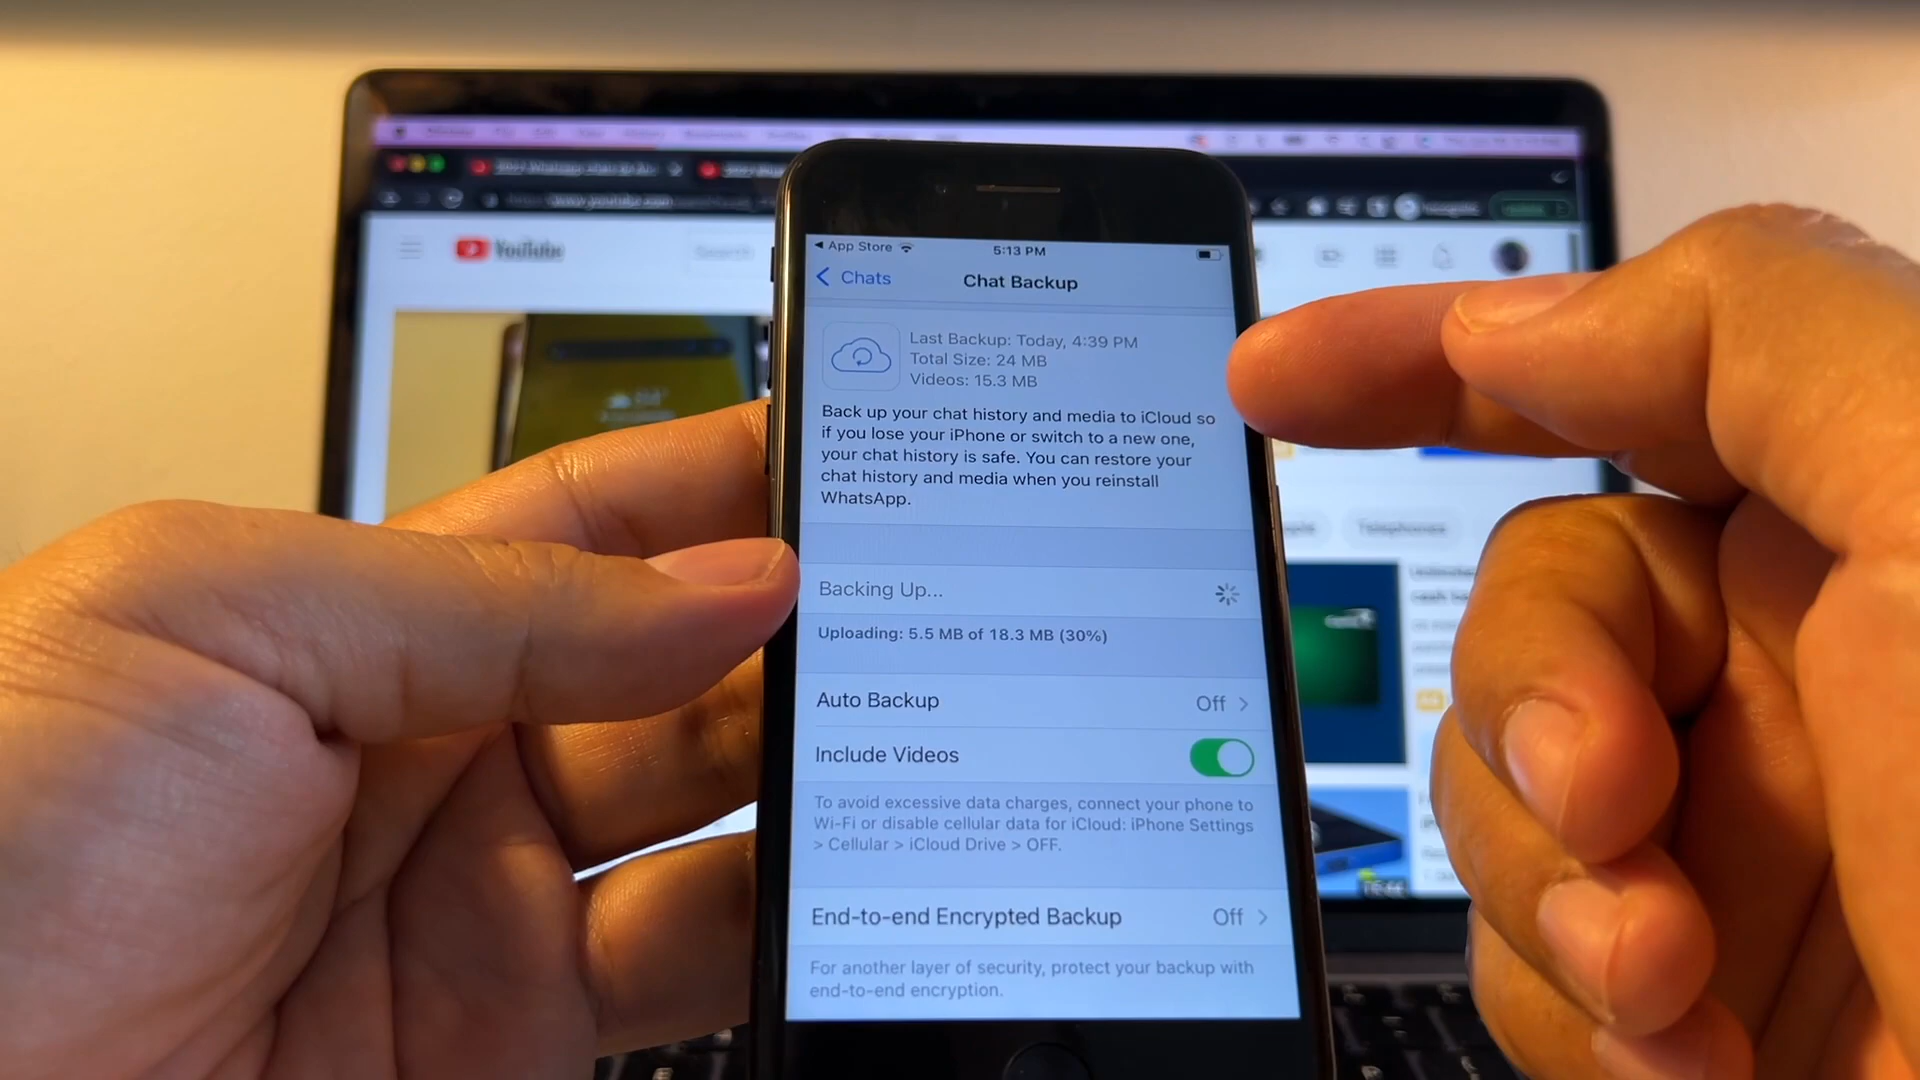 YouTube
App Store
5:13 PM
Chats
Chat Backup
Last Backup: Today, 4:39 PM
Total Size: 24 MB
Videos: 15.3 MB
Back up your chat history and media to iCloud so
if you lose your iPhone or switch to a new one,
your chat history is safe. You can restore your
chat history and media when you reinstall
WhatsApp.
Backing Up...
Uploading: 5.5 MB of 18.3 MB (30%)
Auto Backup Off
Include Videos
To avoid excessive data charges, connect your phone to
Wi-Fi or disable cellular data for iCloud: iPhone Settings
> Cellular > iCloud Drive > OFF.
End-to-end Encrypted Backup Off
For another layer of security, protect your backup with
end-to-end encryption.